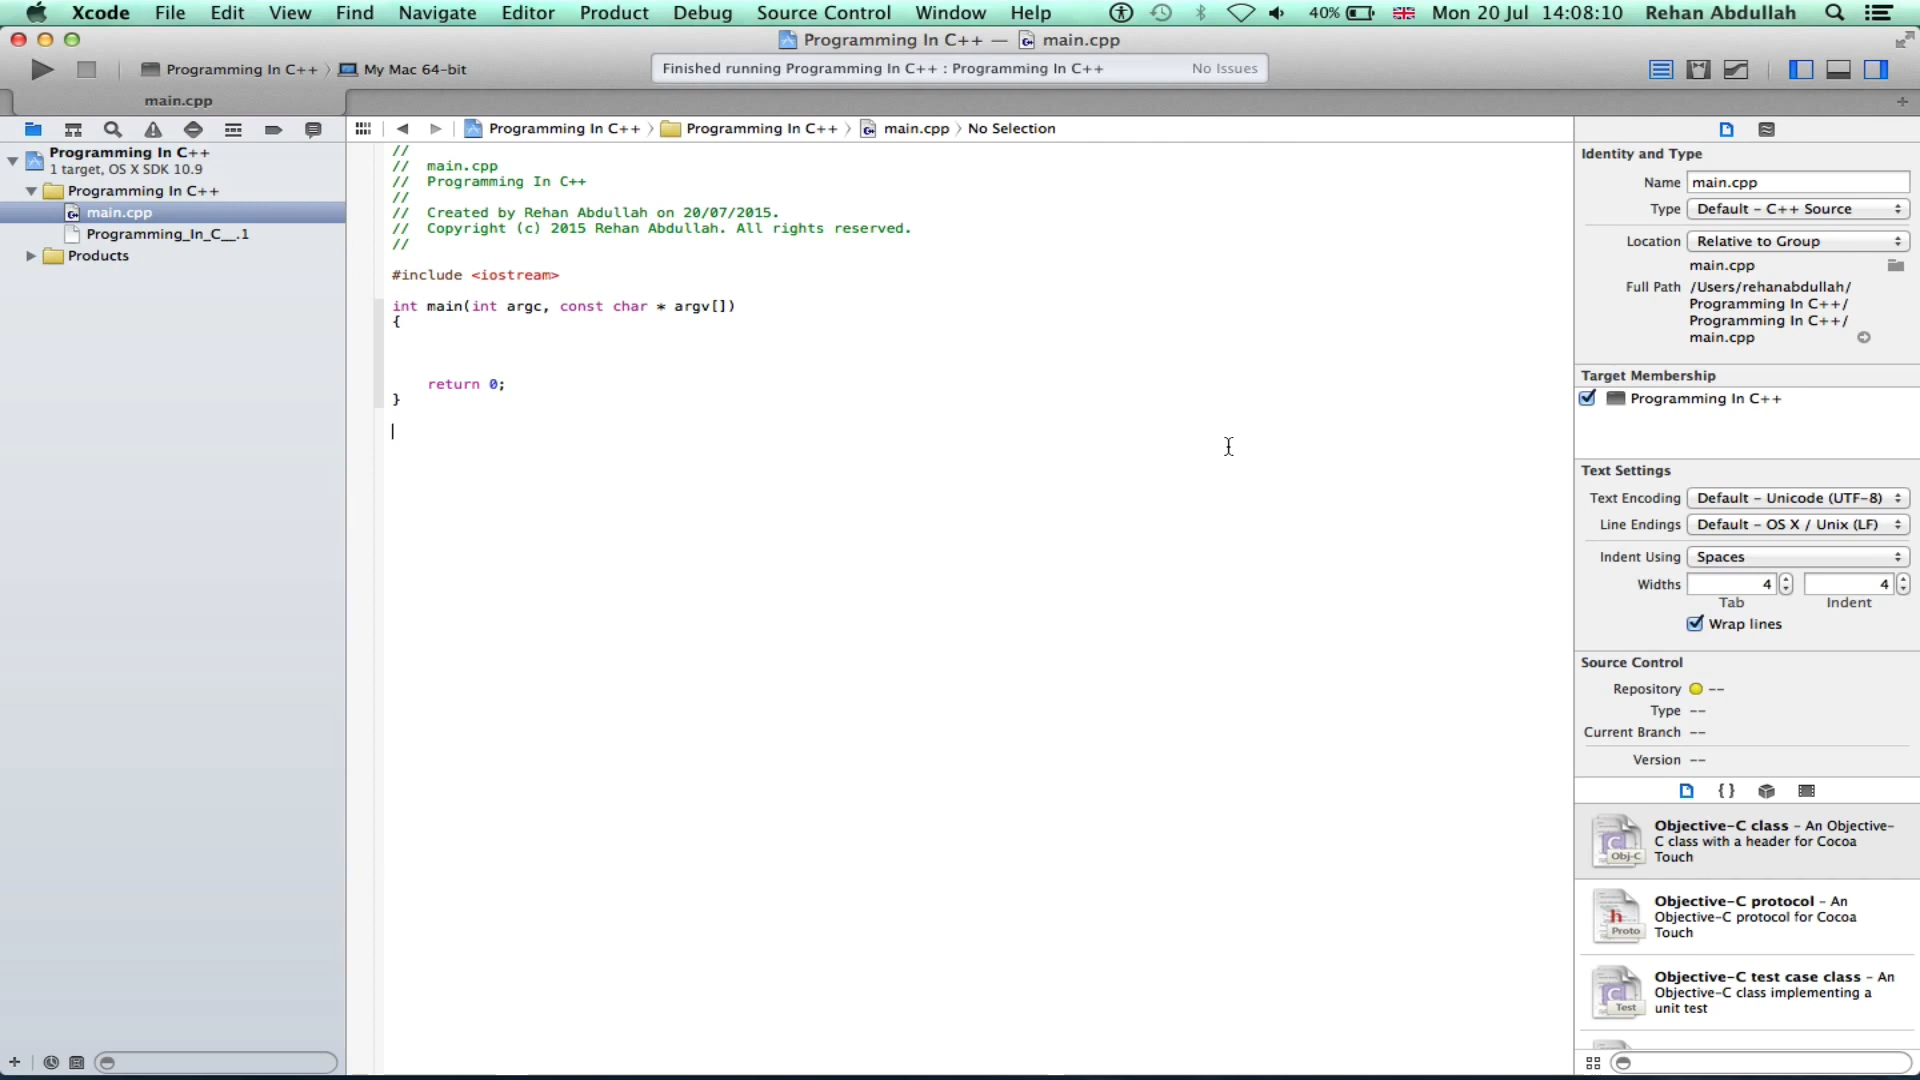 Xcode File Edit View Find Navigate Editor Product Debug Source Control Window Help 40% Mon 20 Jul 14:08:10 Rehan Abdullah
Programming In C++ — main.cpp
Programming In C++ My Mac 64-bit
Finished running Programming In C++ : Programming In C++ No Issues
main.cpp
Programming In C++ Programming In C++ main.cpp No Selection
Programming In C++
1 target, OS X SDK 10.9
Programming In C++
main.cpp
Programming_In_C__.1
Products
//
// main.cpp
// Programming In C++
//
// Created by Rehan Abdullah on 20/07/2015.
// Copyright (c) 2015 Rehan Abdullah. All rights reserved.
//
#include <iostream>
int main(int argc, const char * argv[])
{
return 0;
}
Identity and Type
Name main.cpp
Type Default - C++ Source
Location Relative to Group
main.cpp
Full Path /Users/rehanabdullah/
Programming In C++/
Programming In C++/
main.cpp
Target Membership
Programming In C++
Text Settings
Text Encoding Default - Unicode (UTF-8)
Line Endings Default - OS X / Unix (LF)
Indent Using Spaces
Widths 4 4
Tab Indent
Wrap lines
Source Control
Repository --
Type --
Current Branch --
Version --
{ }
Objective-C class - An Objective-
C class with a header for Cocoa
Touch
Obj-C
Objective-C protocol - An
Objective-C protocol for Cocoa
Touch
h
Proto
Objective-C test case class - An
Objective-C class implementing a
unit test
Test